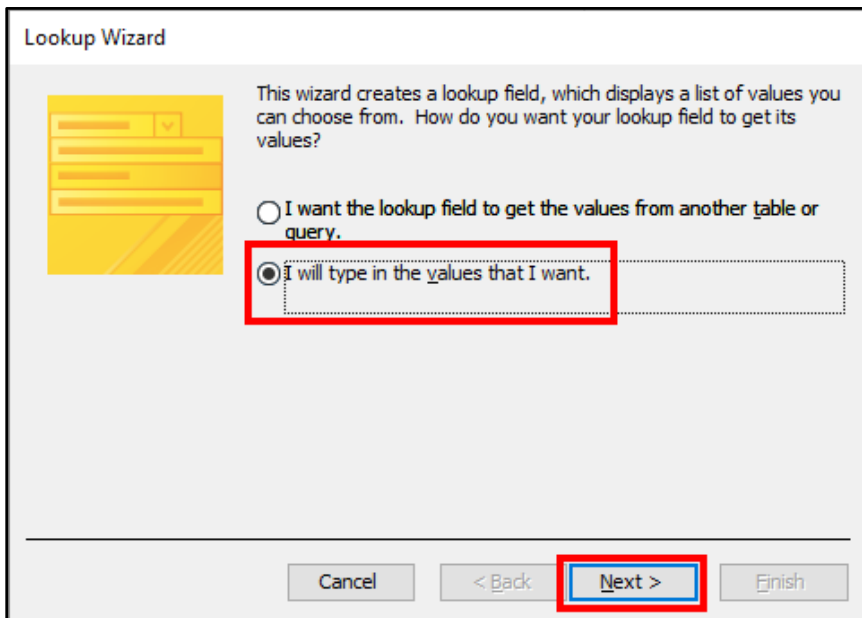 Lookup Wizard
This wizard creates a lookup field, which displays a list of values you
can choose from.  How do you want your lookup field to get its
values?
I want the lookup field to get the values from another table or
query.
I will type in the values that I want.
Cancel
< Back
Next >
Finish